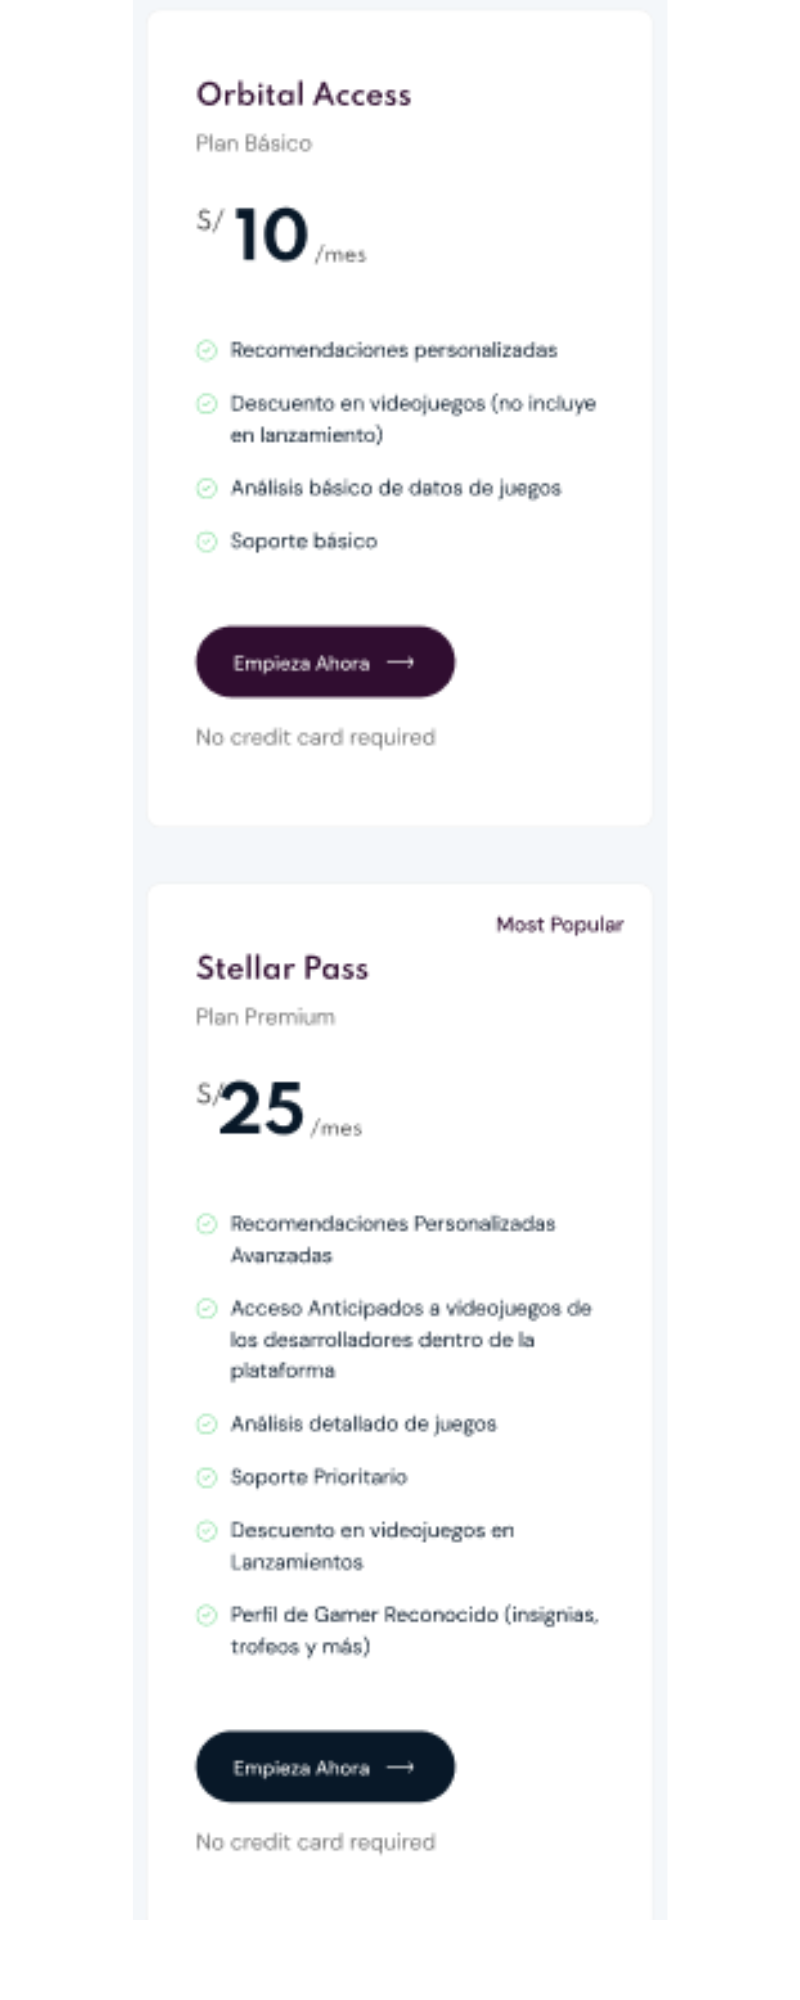 Orbital Access
Plan Básico
S/ 10 /mes
Recomendaciones personalizadas
Descuento en videojuegos (no incluye
en lanzamiento)
Análisis básico de datos de juegos
Soporte básico
Empieza Ahora
No credit card required
Most Popular
Stellar Pass
Plan Premium
S/25 /mes
Recomendaciones Personalizadas
Avanzadas
Acceso Anticipados a videojuegos de
los desarrolladores dentro de la
plataforma
Análisis detallado de juegos
Soporte Prioritario
Descuento en videojuegos en
Lanzamientos
Perfil de Gamer Reconocido (insignias,
trofeos y más)
Empieza Ahora
No credit card required